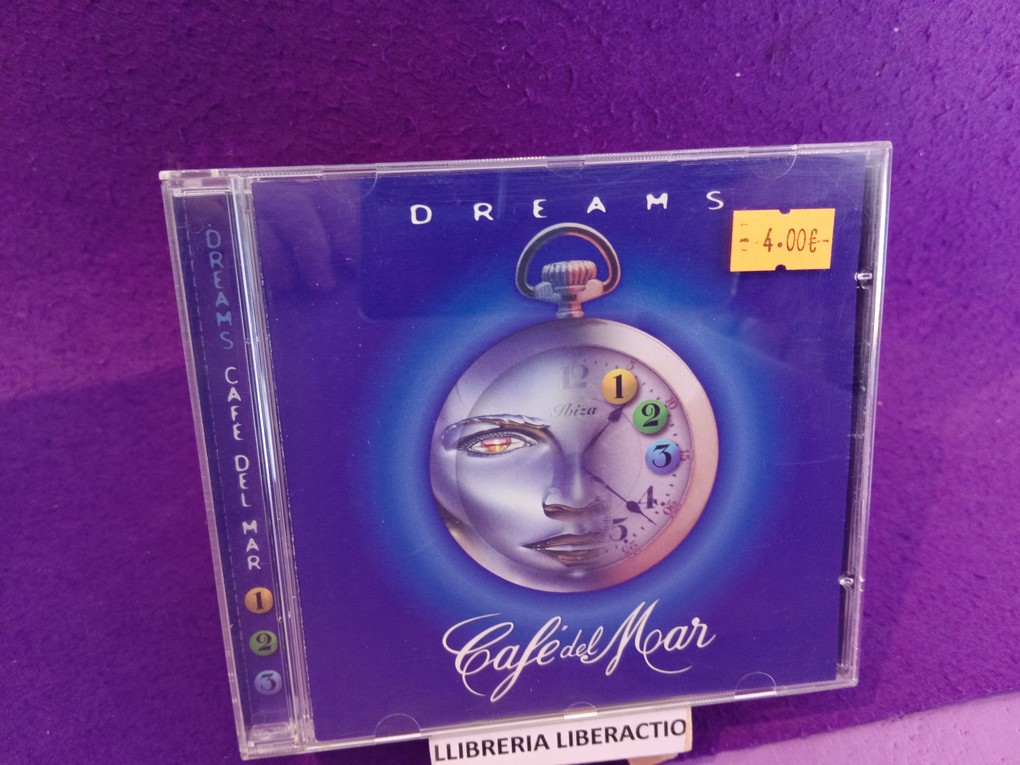 DREAMS
4.00€
12
1
Ibiza
2
3
4
5
Café del Mar
DREAMS CAFE DEL MAR 1 2 3
LLIBRERIA LIBERACTIO